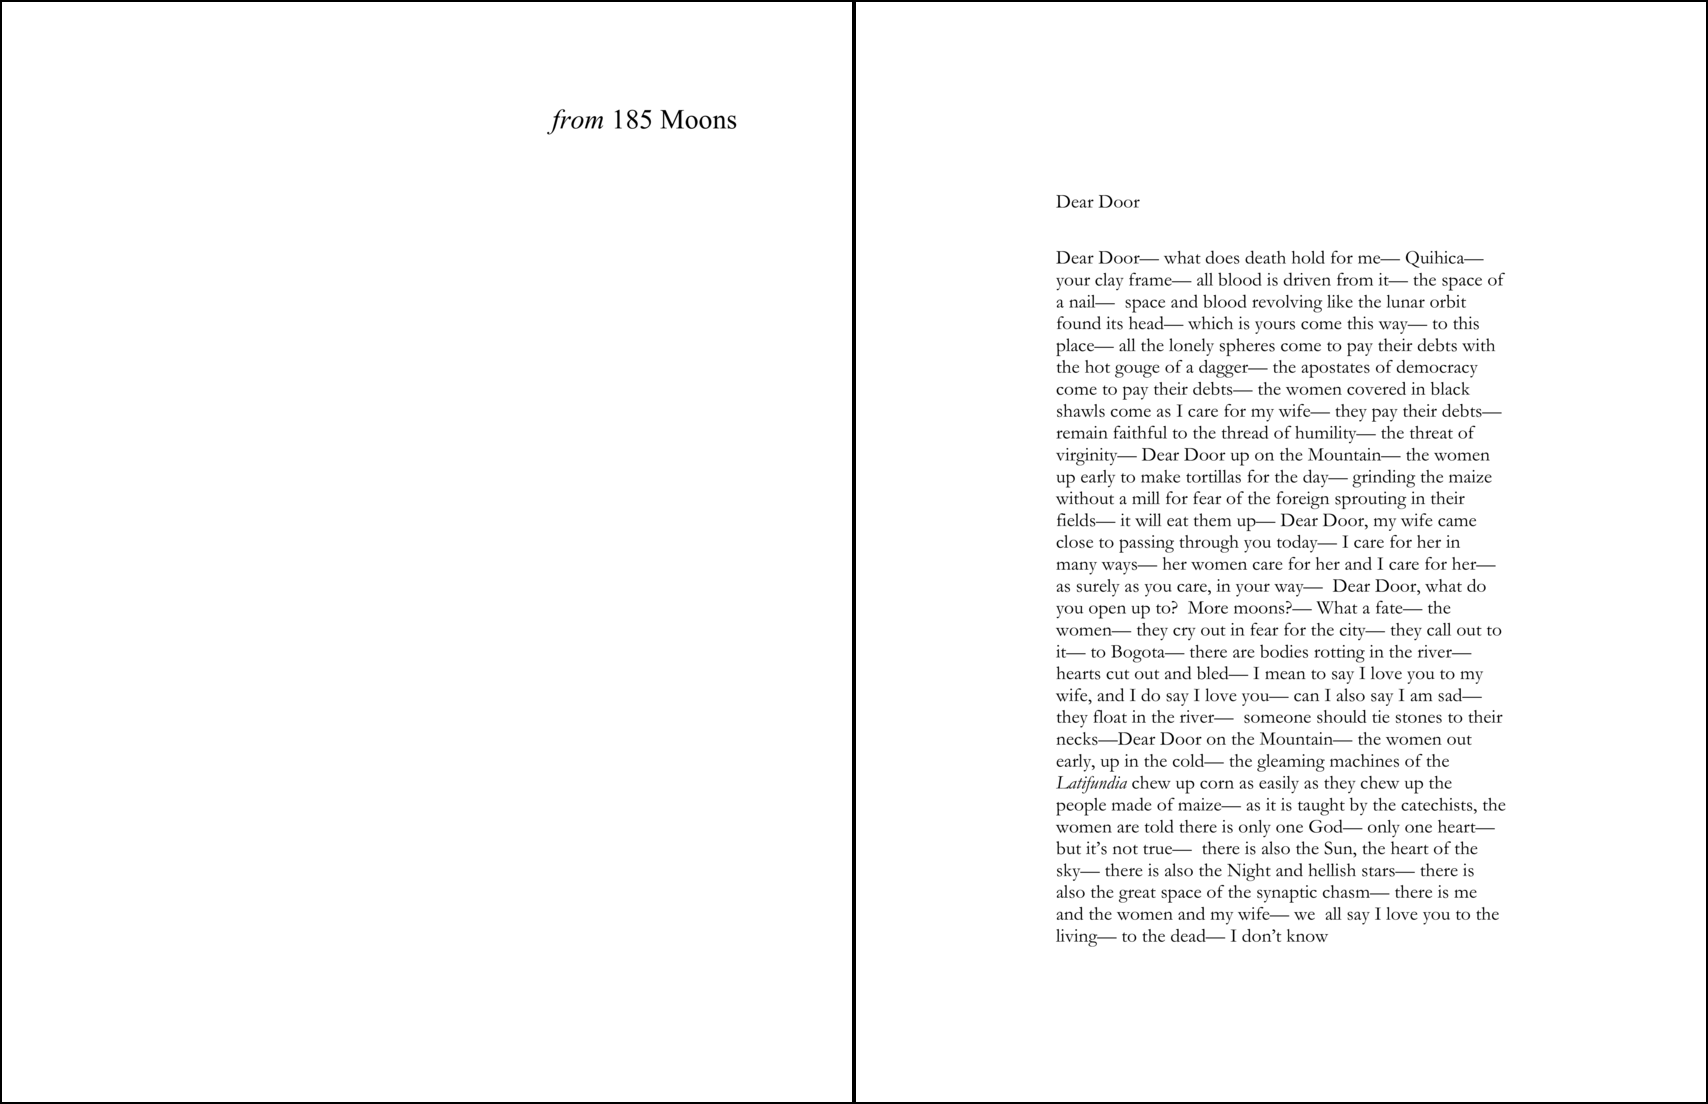 from 185 Moons
Dear Door
Dear Door— what does death hold for me— Quihica—
your clay frame— all blood is driven from it— the space of
a nail—  space and blood revolving like the lunar orbit
found its head— which is yours come this way— to this
place— all the lonely spheres come to pay their debts with
the hot gouge of a dagger— the apostates of democracy
come to pay their debts— the women covered in black
shawls come as I care for my wife— they pay their debts—
remain faithful to the thread of humility— the threat of
virginity— Dear Door up on the Mountain— the women
up early to make tortillas for the day— grinding the maize
without a mill for fear of the foreign sprouting in their
fields— it will eat them up— Dear Door, my wife came
close to passing through you today— I care for her in
many ways— her women care for her and I care for her—
as surely as you care, in your way—  Dear Door, what do
you open up to?  More moons?— What a fate— the
women— they cry out in fear for the city— they call out to
it— to Bogota— there are bodies rotting in the river—
hearts cut out and bled— I mean to say I love you to my
wife, and I do say I love you— can I also say I am sad—
they float in the river—  someone should tie stones to their
necks—Dear Door on the Mountain— the women out
early, up in the cold— the gleaming machines of the
Latifundia chew up corn as easily as they chew up the
people made of maize— as it is taught by the catechists, the
women are told there is only one God— only one heart—
but it’s not true—  there is also the Sun, the heart of the
sky— there is also the Night and hellish stars— there is
also the great space of the synaptic chasm— there is me
and the women and my wife— we  all say I love you to the
living— to the dead— I don’t know